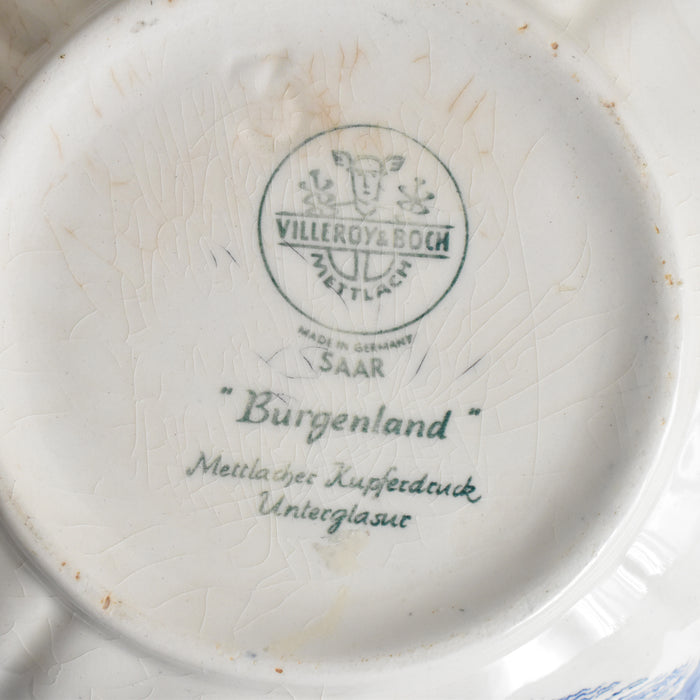 VILLEROY & BOCH
METTLACH
MADE IN GERMANY
SAAR
"Burgenland"
Mettlacher Kupferdruck
Unterglasur